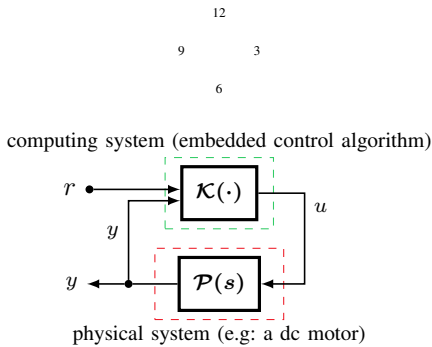 12
9 3
6
computing system (embedded control algorithm)
r
K(·)
u
y
y
P(s)
physical system (e.g: a dc motor)